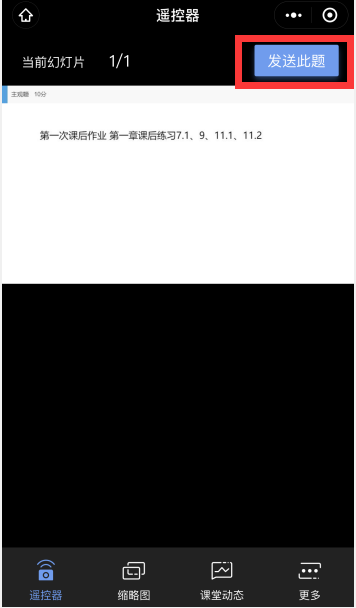 遥控器
当前幻灯片 1/1 发送此题
主观题 10分
第一次课后作业 第一章课后练习7.1、9、11.1、11.2
遥控器 缩略图 课堂动态 更多